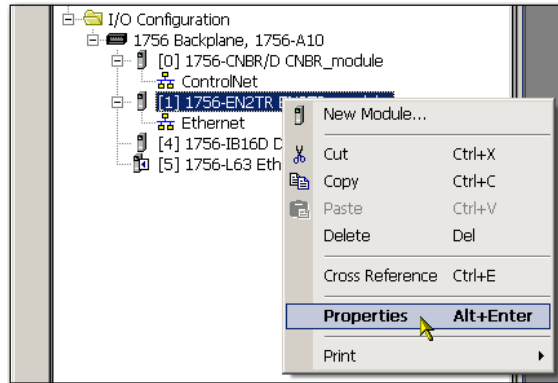 I/O Configuration
1756 Backplane, 1756-A10
[0] 1756-CNBR/D CNBR_module
ControlNet
[1] 1756-EN2TR
Ethernet
[4] 1756-IB16D D
[5] 1756-L63 Eth
New Module...
Cut Ctrl+X
Copy Ctrl+C
Paste Ctrl+V
Delete Del
Cross Reference Ctrl+E
Properties Alt+Enter
Print